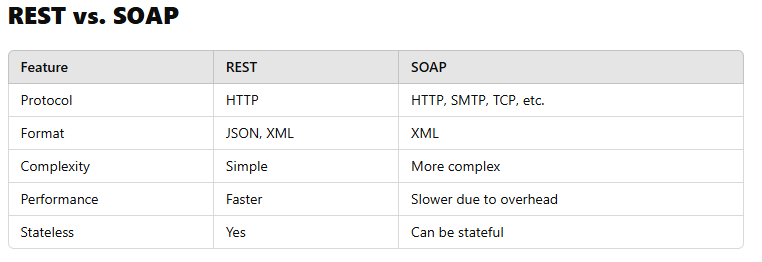 REST vs. SOAP
Feature REST SOAP
Protocol HTTP HTTP, SMTP, TCP, etc.
Format JSON, XML XML
Complexity Simple More complex
Performance Faster Slower due to overhead
Stateless Yes Can be stateful